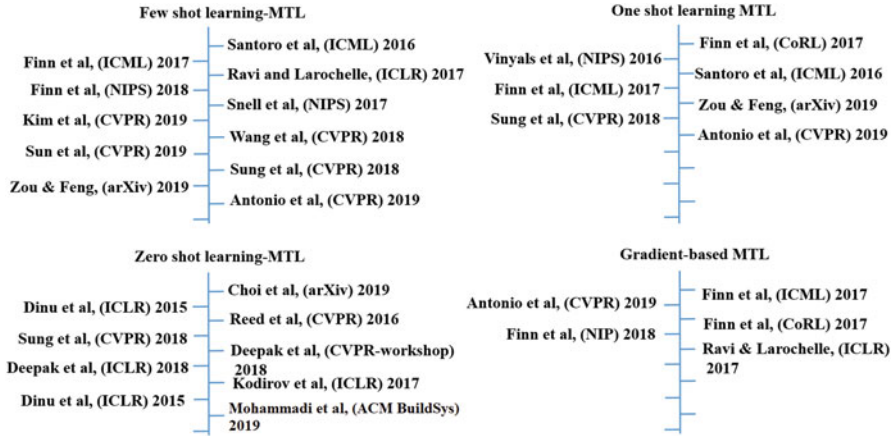 Few shot learning-MTL
Santoro et al, (ICML) 2016
Finn et al, (ICML) 2017
Ravi and Larochelle, (ICLR) 2017
Finn et al, (NIPS) 2018
Snell et al, (NIPS) 2017
Kim et al, (CVPR) 2019
Wang et al, (CVPR) 2018
Sun et al, (CVPR) 2019
Sung et al, (CVPR) 2018
Zou & Feng, (arXiv) 2019
Antonio et al, (CVPR) 2019
One shot learning MTL
Finn et al, (CoRL) 2017
Vinyals et al, (NIPS) 2016
Santoro et al, (ICML) 2016
Finn et al, (ICML) 2017
Zou & Feng, (arXiv) 2019
Sung et al, (CVPR) 2018
Antonio et al, (CVPR) 2019
Zero shot learning-MTL
Choi et al, (arXiv) 2019
Dinu et al, (ICLR) 2015
Reed et al, (CVPR) 2016
Sung et al, (CVPR) 2018
Deepak et al, (CVPR-workshop)
2018
Deepak et al, (ICLR) 2018
Kodirov et al, (ICLR) 2017
Dinu et al, (ICLR) 2015
Mohammadi et al, (ACM BuildSys)
2019
Gradient-based MTL
Finn et al, (ICML) 2017
Antonio et al, (CVPR) 2019
Finn et al, (CoRL) 2017
Finn et al, (NIP) 2018
Ravi & Larochelle, (ICLR)
2017